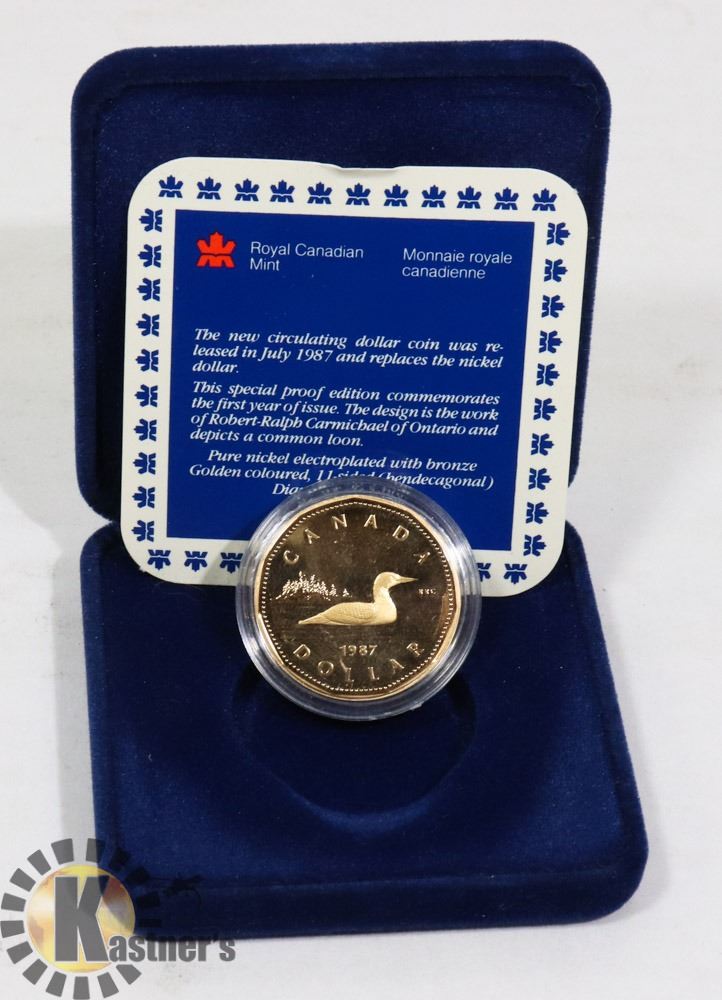 Royal Canadian
Mint
Monnaie royale
canadienne
The new circulating dollar coin was re-
leased in July 1987 and replaces the nickel
dollar.
This special proof edition commemorates
the first year of issue. The design is the work
of Robert-Ralph Carmichael of Ontario and
depicts a common loon.
Pure nickel electroplated with bronze
Golden coloured, 11-sided (hendecagonal)
CANADA
1987
DOLLAR
Kastner's